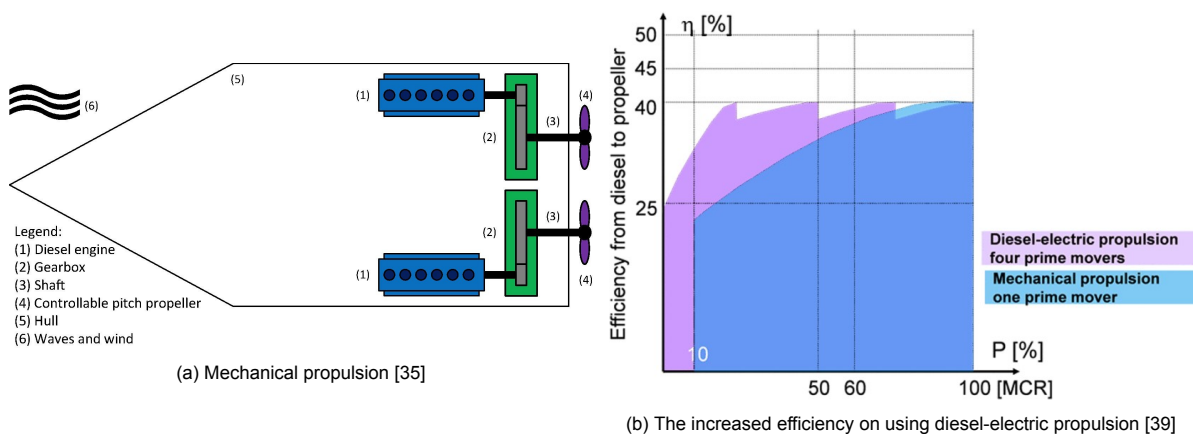 (6)
(5)
(1)
(2)
(3)
(4)
(1)
(2)
(3)
(4)
Legend:
(1) Diesel engine
(2) Gearbox
(3) Shaft
(4) Controllable pitch propeller
(5) Hull
(6) Waves and wind
(a) Mechanical propulsion [35]
η [%]
50
45
40
25
Efficiency from diesel to propeller
10
P [%]
50 60 100 [MCR]
Diesel-electric propulsion
four prime movers
Mechanical propulsion
one prime mover
(b) The increased efficiency on using diesel-electric propulsion [39]